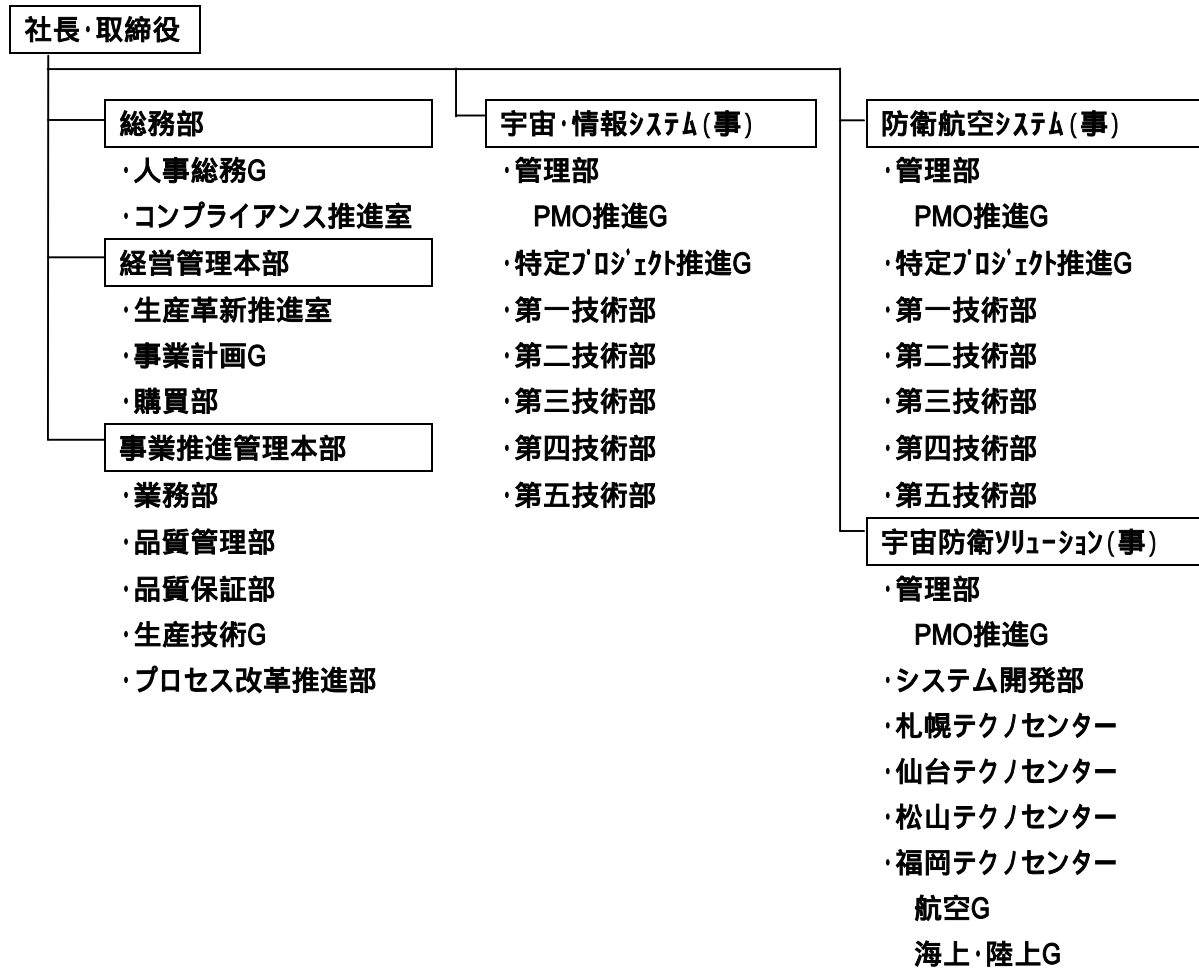 社長・取締役
総務部
・人事総務G
・コンプライアンス推進室
経営管理本部
・生産革新推進室
・事業計画G
・購買部
事業推進管理本部
・業務部
・品質管理部
・品質保証部
・生産技術G
・プロセス改革推進部
宇宙・情報ｼｽﾃﾑ(事)
・管理部
PMO推進G
・特定ﾌﾟﾛｼﾞｪｸﾄ推進G
・第一技術部
・第二技術部
・第三技術部
・第四技術部
・第五技術部
防衛航空ｼｽﾃﾑ(事)
・管理部
PMO推進G
・特定ﾌﾟﾛｼﾞｪｸﾄ推進G
・第一技術部
・第二技術部
・第三技術部
・第四技術部
・第五技術部
宇宙防衛ｿﾘｭｰｼｮﾝ(事)
・管理部
PMO推進G
・システム開発部
・札幌テクノセンター
・仙台テクノセンター
・松山テクノセンター
・福岡テクノセンター
航空G
海上・陸上G